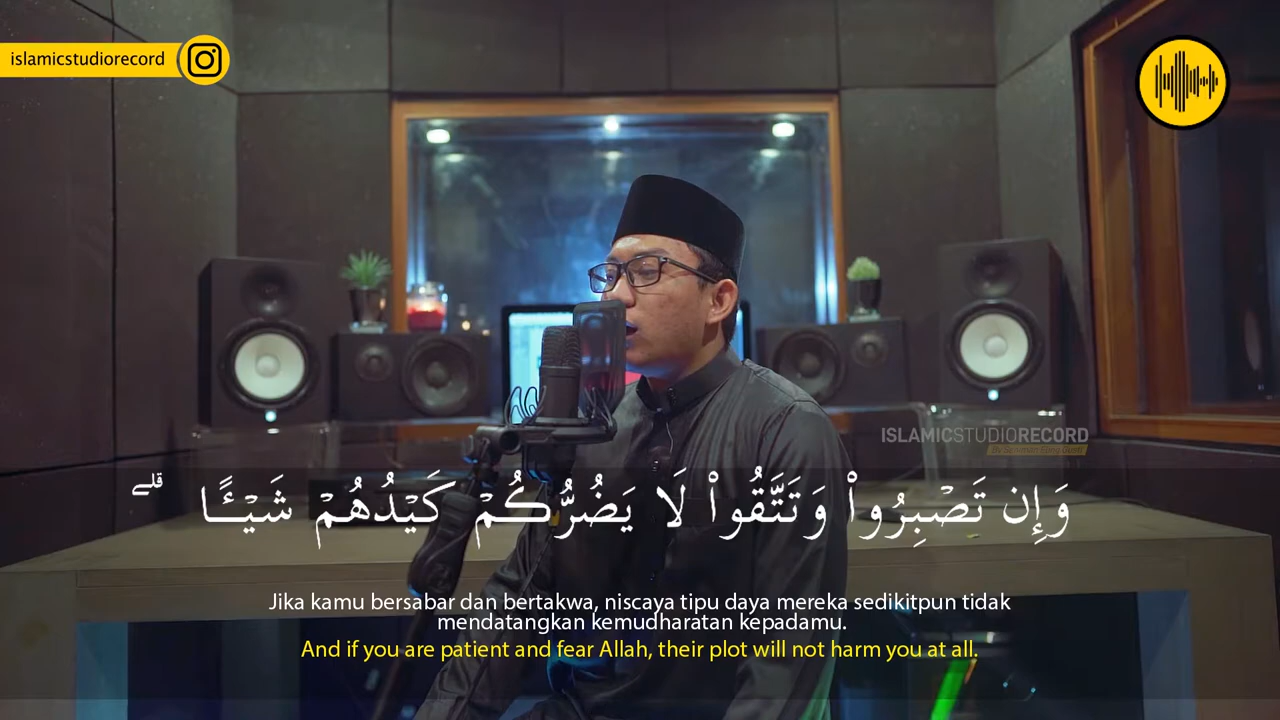 islamicstudiorecord
ISLAMICSTUDIORECORD
وَإِن تَصْبِرُوا۟ وَتَتَّقُوا۟ لَا يَضُرُّكُمْ كَيْدُهُمْ شَيْـًٔا ۗ
Jika kamu bersabar dan bertakwa, niscaya tipu daya mereka sedikitpun tidak
mendatangkan kemudharatan kepadamu.
And if you are patient and fear Allah, their plot will not harm you at all.